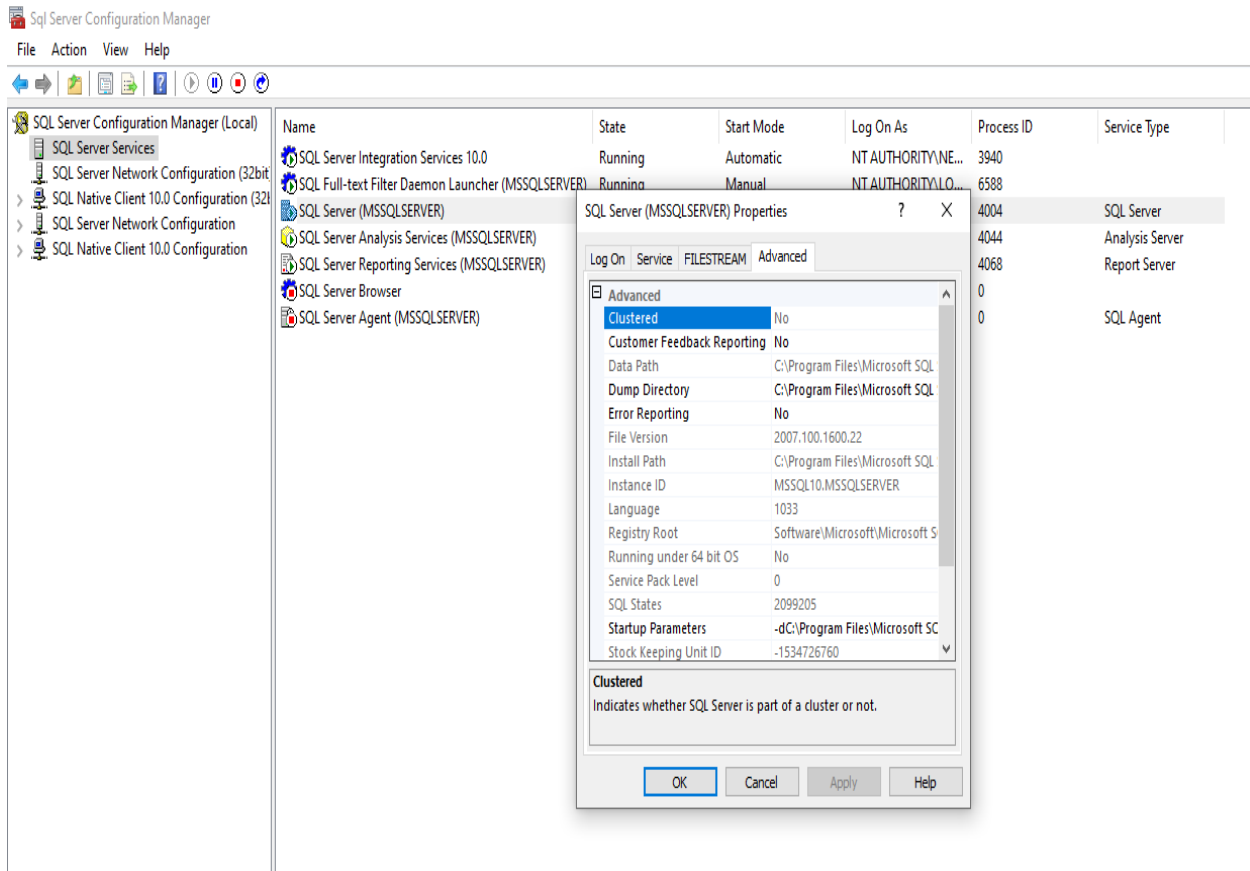 Sql Server Configuration Manager
File Action View Help
SQL Server Configuration Manager (Local)
SQL Server Services
SQL Server Network Configuration (32bit
SQL Native Client 10.0 Configuration (32
SQL Server Network Configuration
SQL Native Client 10.0 Configuration
Name State Start Mode Log On As Process ID Service Type
SQL Server Integration Services 10.0 Running Automatic NT AUTHORITY\NE... 3940
SQL Full-text Filter Daemon Launcher (MSSQLSERVER) Running Manual NT AUTHORITY\LO... 6588
SQL Server (MSSQLSERVER) 4004 SQL Server
SQL Server Analysis Services (MSSQLSERVER) 4044 Analysis Server
SQL Server Reporting Services (MSSQLSERVER) 4068 Report Server
SQL Server Browser 0
SQL Server Agent (MSSQLSERVER) 0 SQL Agent
SQL Server (MSSQLSERVER) Properties ? X
Log On Service FILESTREAM Advanced
Advanced
Clustered No
Customer Feedback Reporting No
Data Path C:\Program Files\Microsoft SQL
Dump Directory C:\Program Files\Microsoft SQL
Error Reporting No
File Version 2007.100.1600.22
Install Path C:\Program Files\Microsoft SQL
Instance ID MSSQL10.MSSQLSERVER
Language 1033
Registry Root Software\Microsoft\Microsoft S
Running under 64 bit OS No
Service Pack Level 0
SQL States 2099205
Startup Parameters -dC:\Program Files\Microsoft SC
Stock Keeping Unit ID -1534726760
Clustered
Indicates whether SQL Server is part of a cluster or not.
OK Cancel Apply Help